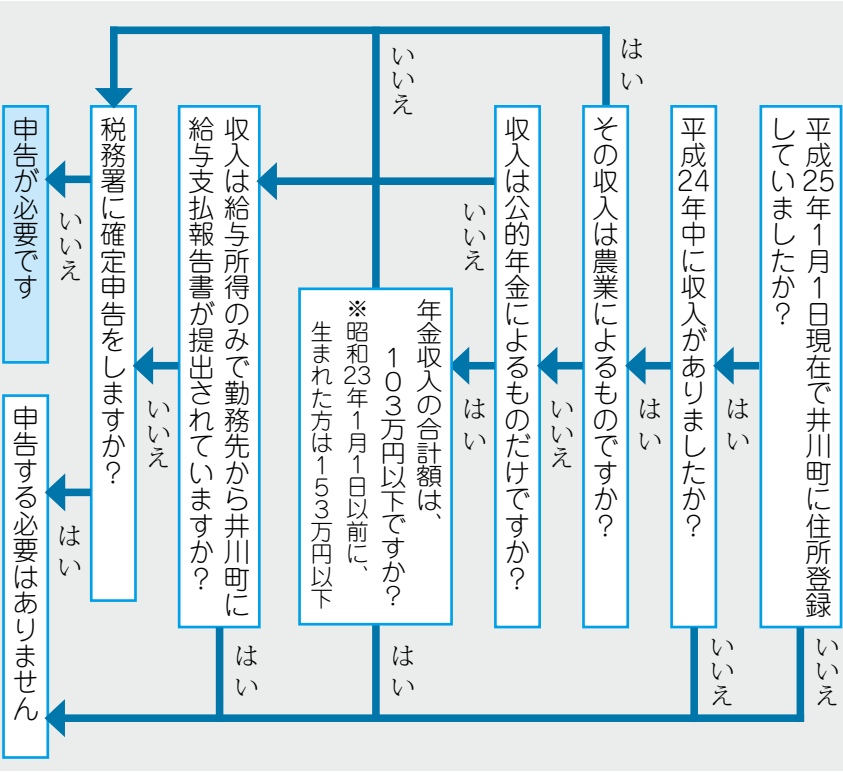 平成25年1月1日現在で井川町に住所登録
していましたか？
はい
いいえ
平成24年中に収入がありましたか？
はい
いいえ
その収入は農業によるものですか？
はい
いいえ
収入は公的年金によるものだけですか？
はい
いいえ
年金収入の合計額は、
103万円以下ですか？
※昭和23年1月1日以前に、
生まれた方は153万円以下
いいえ
はい
収入は給与所得のみで勤務先から井川町に
給与支払報告書が提出されていますか？
いいえ
はい
税務署に確定申告をしますか？
いいえ
はい
申告が必要です
申告する必要はありません